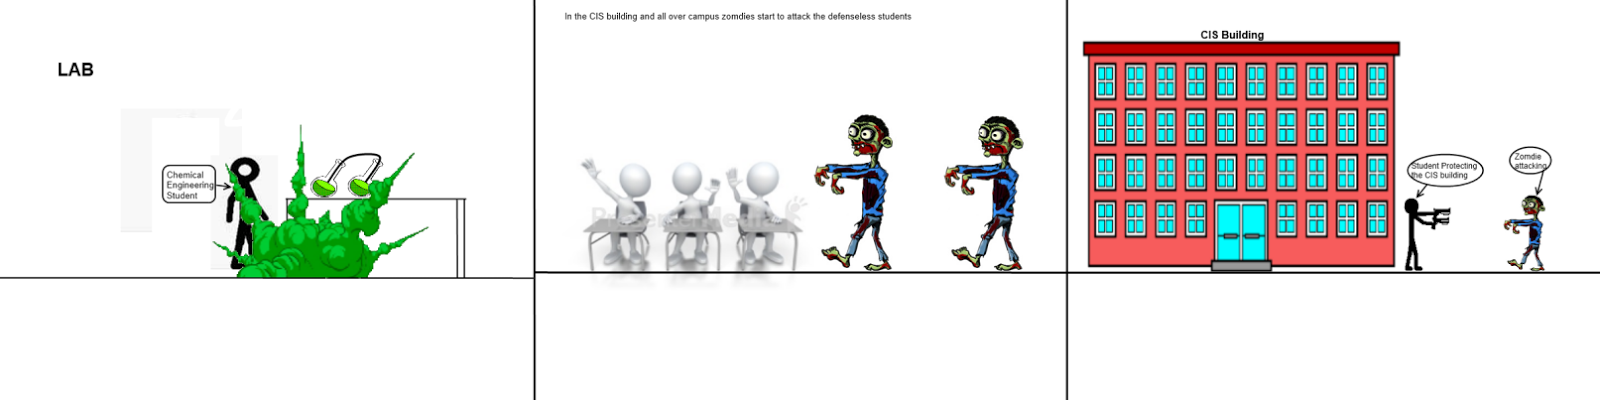 LAB
Chemical
Engineering
Student
In the CIS building and all over campus zomdies start to attack the defenseless students
CIS Building
Student Protecting
the CIS building
Zomdie
attacking